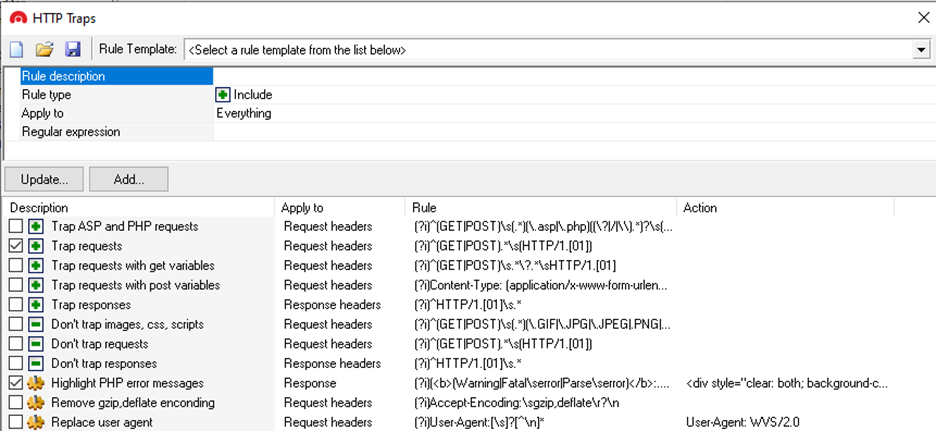 HTTP Traps
Rule Template: <Select a rule template from the list below>
Rule description
Rule type Include
Apply to Everything
Regular expression
Update... Add...
Description Apply to Rule Action
Trap ASP and PHP requests Request headers (?i)^(GET|POST)\s(.*)(\.asp|\.php)((\?|/|\\).*)?\s(...
Trap requests Request headers (?i)^(GET|POST).*\s(HTTP/1.[01])
Trap requests with get variables Request headers (?i)^(GET|POST)\s.*\?.*\sHTTP/1.[01]
Trap requests with post variables Request headers (?i)Content-Type: (application/x-www-form-urlen...
Trap responses Response headers (?i)^HTTP/1.[01]\s.*
Don't trap images, css, scripts Request headers (?i)^(GET|POST)\s(.*)(\.GIF|\.JPG|\.JPEG|.PNG|...
Don't trap requests Request headers (?i)^(GET|POST).*\s(HTTP/1.[01])
Don't trap responses Response headers (?i)^HTTP/1.[01]\s.*
Highlight PHP error messages Response (?i)(<b>(Warning|Fatal\serror|Parse\serror)</b>:.... <div style="clear: both; background-c...
Remove gzip,deflate enconding Request headers (?i)Accept-Encoding:\sgzip,deflate\r?\n
Replace user agent Request headers (?i)User-Agent:[\s]?[^\n]* User-Agent: WVS/2.0